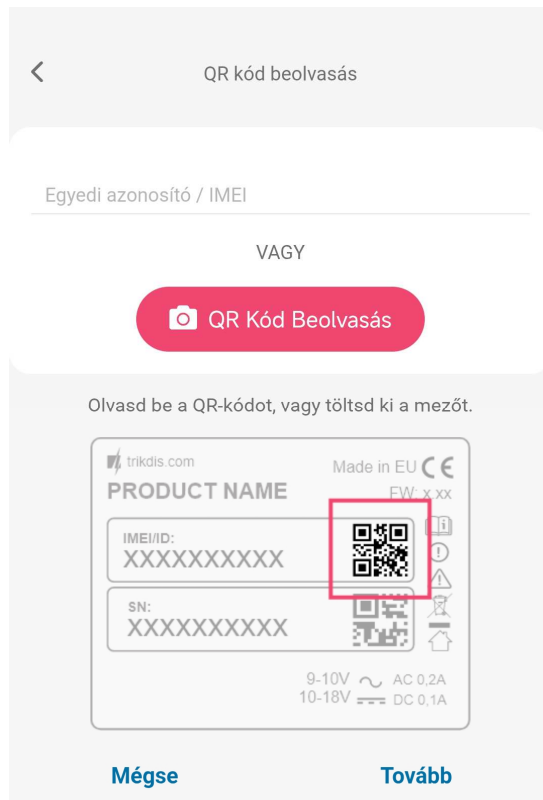 QR kód beolvasás
Egyedi azonosító / IMEI
VAGY
QR Kód Beolvasás
Olvasd be a QR-kódot, vagy töltsd ki a mezőt.
trikdis.com
Made in EU CE
PRODUCT NAME
FW: x.xx
IMEI/ID:
XXXXXXXXXX
SN:
XXXXXXXXXX
9-10V AC 0,2A
10-18V DC 0,1A
Mégse
Tovább